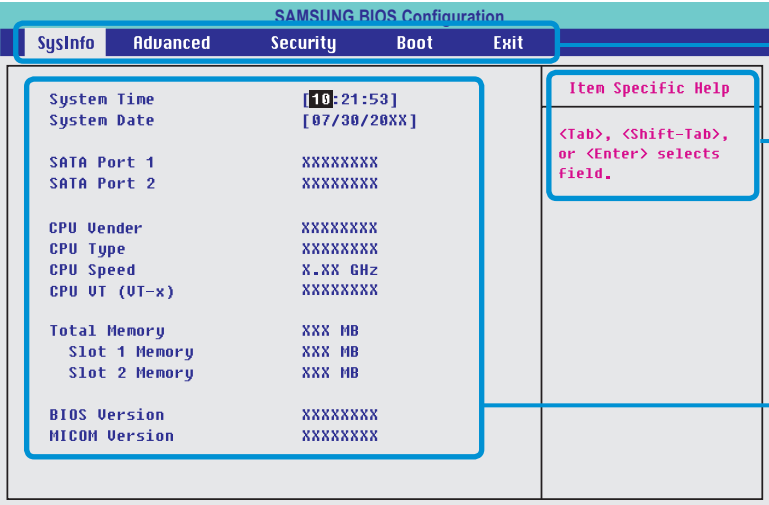 SAMSUNG BIOS Configuration
SysInfo Advanced Security Boot Exit
System Time [10:21:53]
System Date [07/30/20XX]
SATA Port 1 XXXXXXXX
SATA Port 2 XXXXXXXX
CPU Vender XXXXXXXX
CPU Type XXXXXXXX
CPU Speed X.XX GHz
CPU VT (VT-x) XXXXXXXX
Total Memory XXX MB
Slot 1 Memory XXX MB
Slot 2 Memory XXX MB
BIOS Version XXXXXXXX
MICOM Version XXXXXXXX
Item Specific Help
<Tab>, <Shift-Tab>,
or <Enter> selects
field.